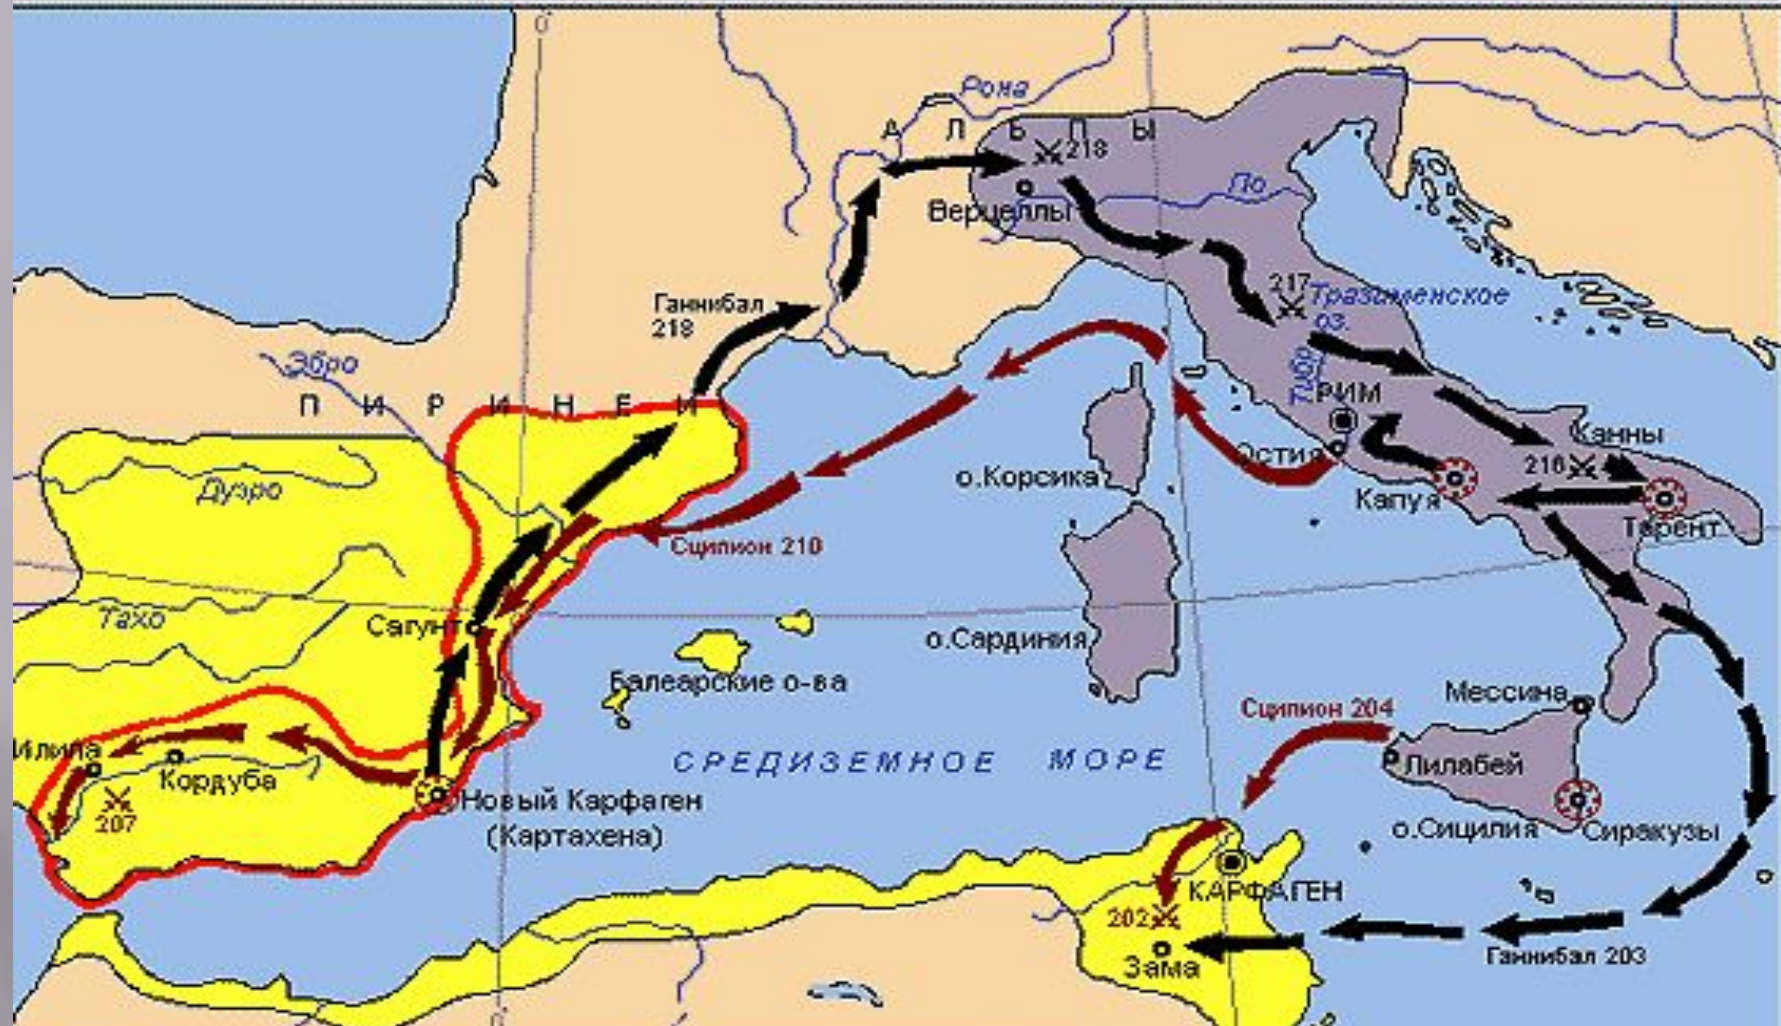 0°
Рона
А Л Ь П Ы
218
По
Верцеллы
Ганнибал
218
217
Тразименское
оз.
Эбро
Тибр
П И Р И Н Е И
РИМ
Канны
Остия
216
о.Корсика
Капуя
Дуэро
Тарент
Сципион 210
Тахо
Сагунт
о.Сардиния
Балеарские о-ва
Мессина
Сципион 204
Илипа
СРЕДИЗЕМНОЕ МОРЕ
Лилабей
Кордуба
Новый Карфаген
(Картахена)
207
о.Сицилия
Сиракузы
КАРФАГЕН
202
Ганнибал 203
Зама
0°